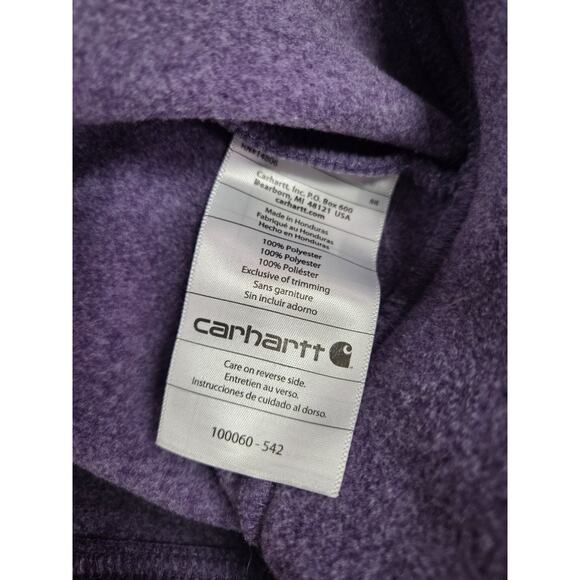 RN#14806
Carhartt, Inc. P.O. Box 600
Dearborn, MI 48121 USA
carhartt.com
Made in Honduras
Fabriqué au Honduras
Hecho en Honduras
100% Polyester
100% Polyester
100% Poliéster
Exclusive of trimming
Sans garniture
Sin incluir adorno
carhartt
Care on reverse side.
Entretien au verso.
Instrucciones de cuidado al dorso.
100060 - 542